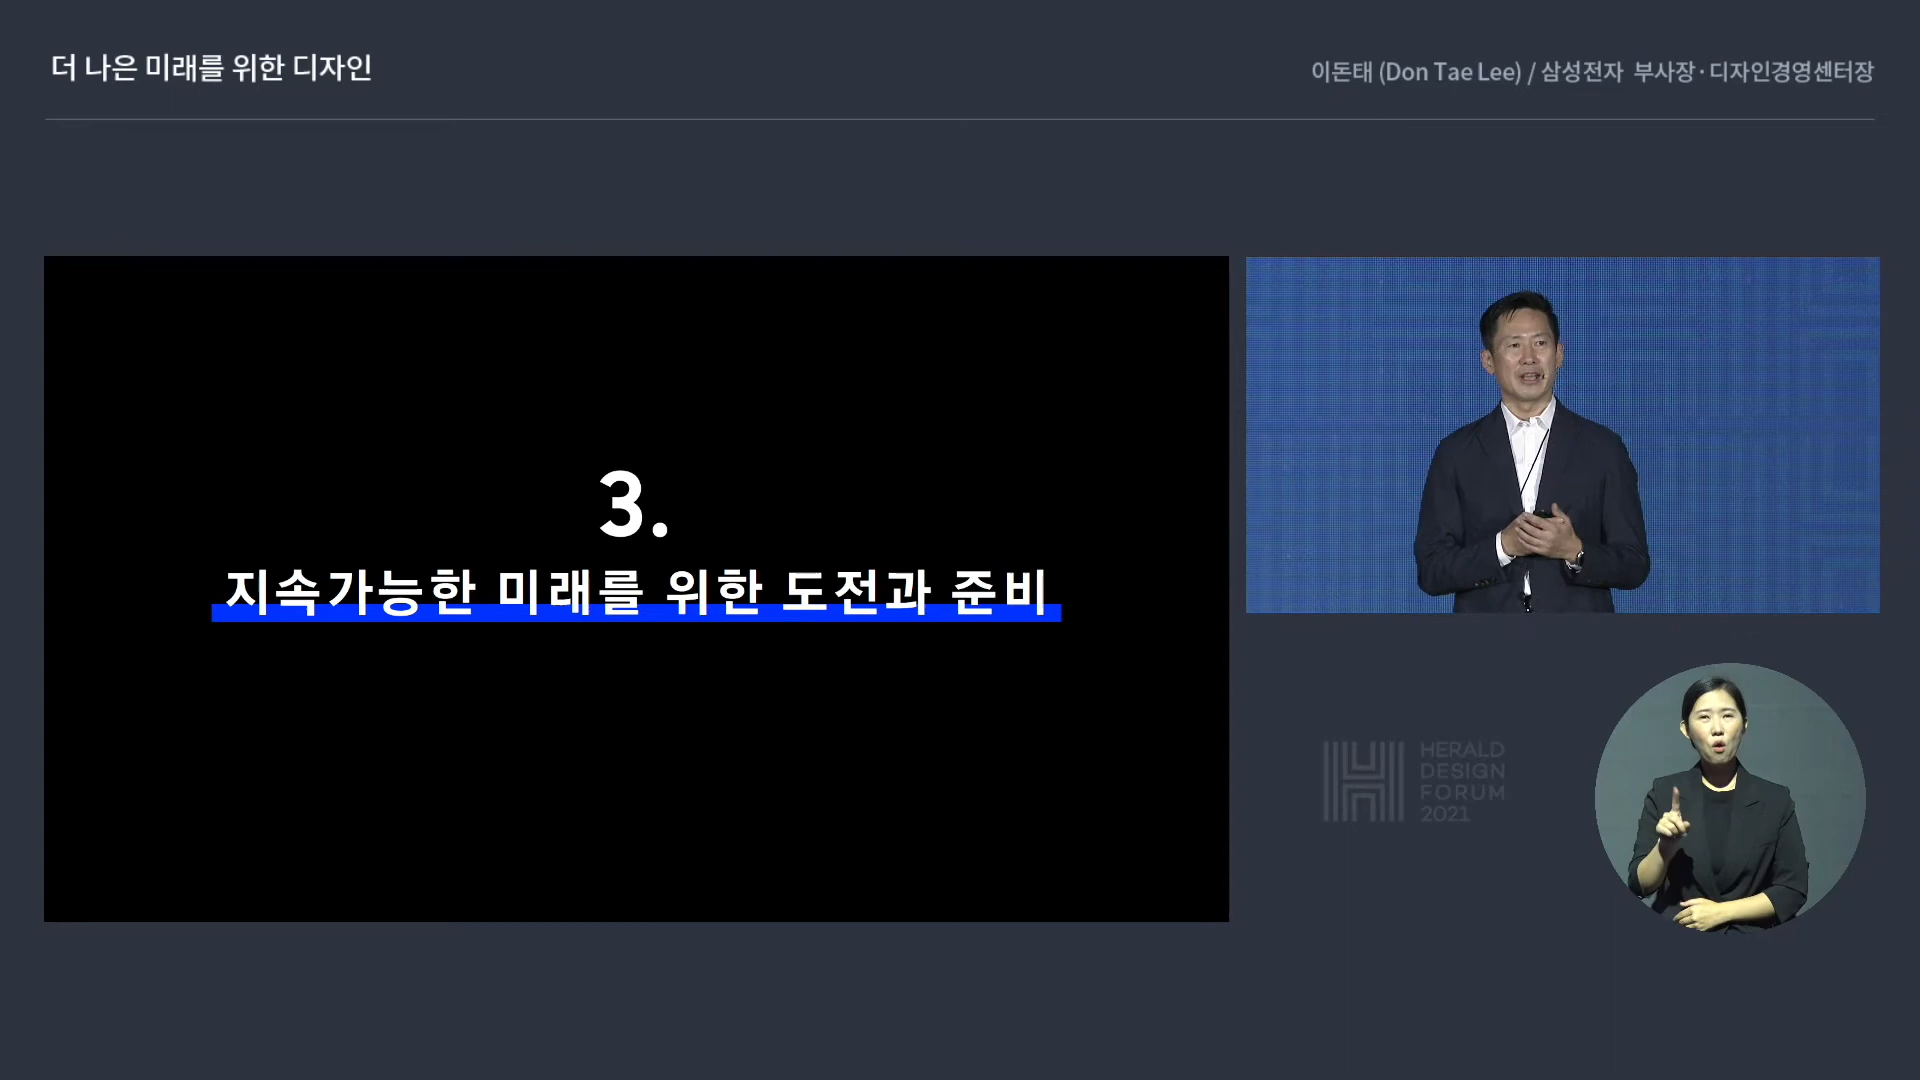 더 나은 미래를 위한 디자인
이돈태 (Don Tae Lee) / 삼성전자 부사장·디자인경영센터장
3.
지속가능한 미래를 위한 도전과 준비
HERALD
DESIGN
FORUM
2021